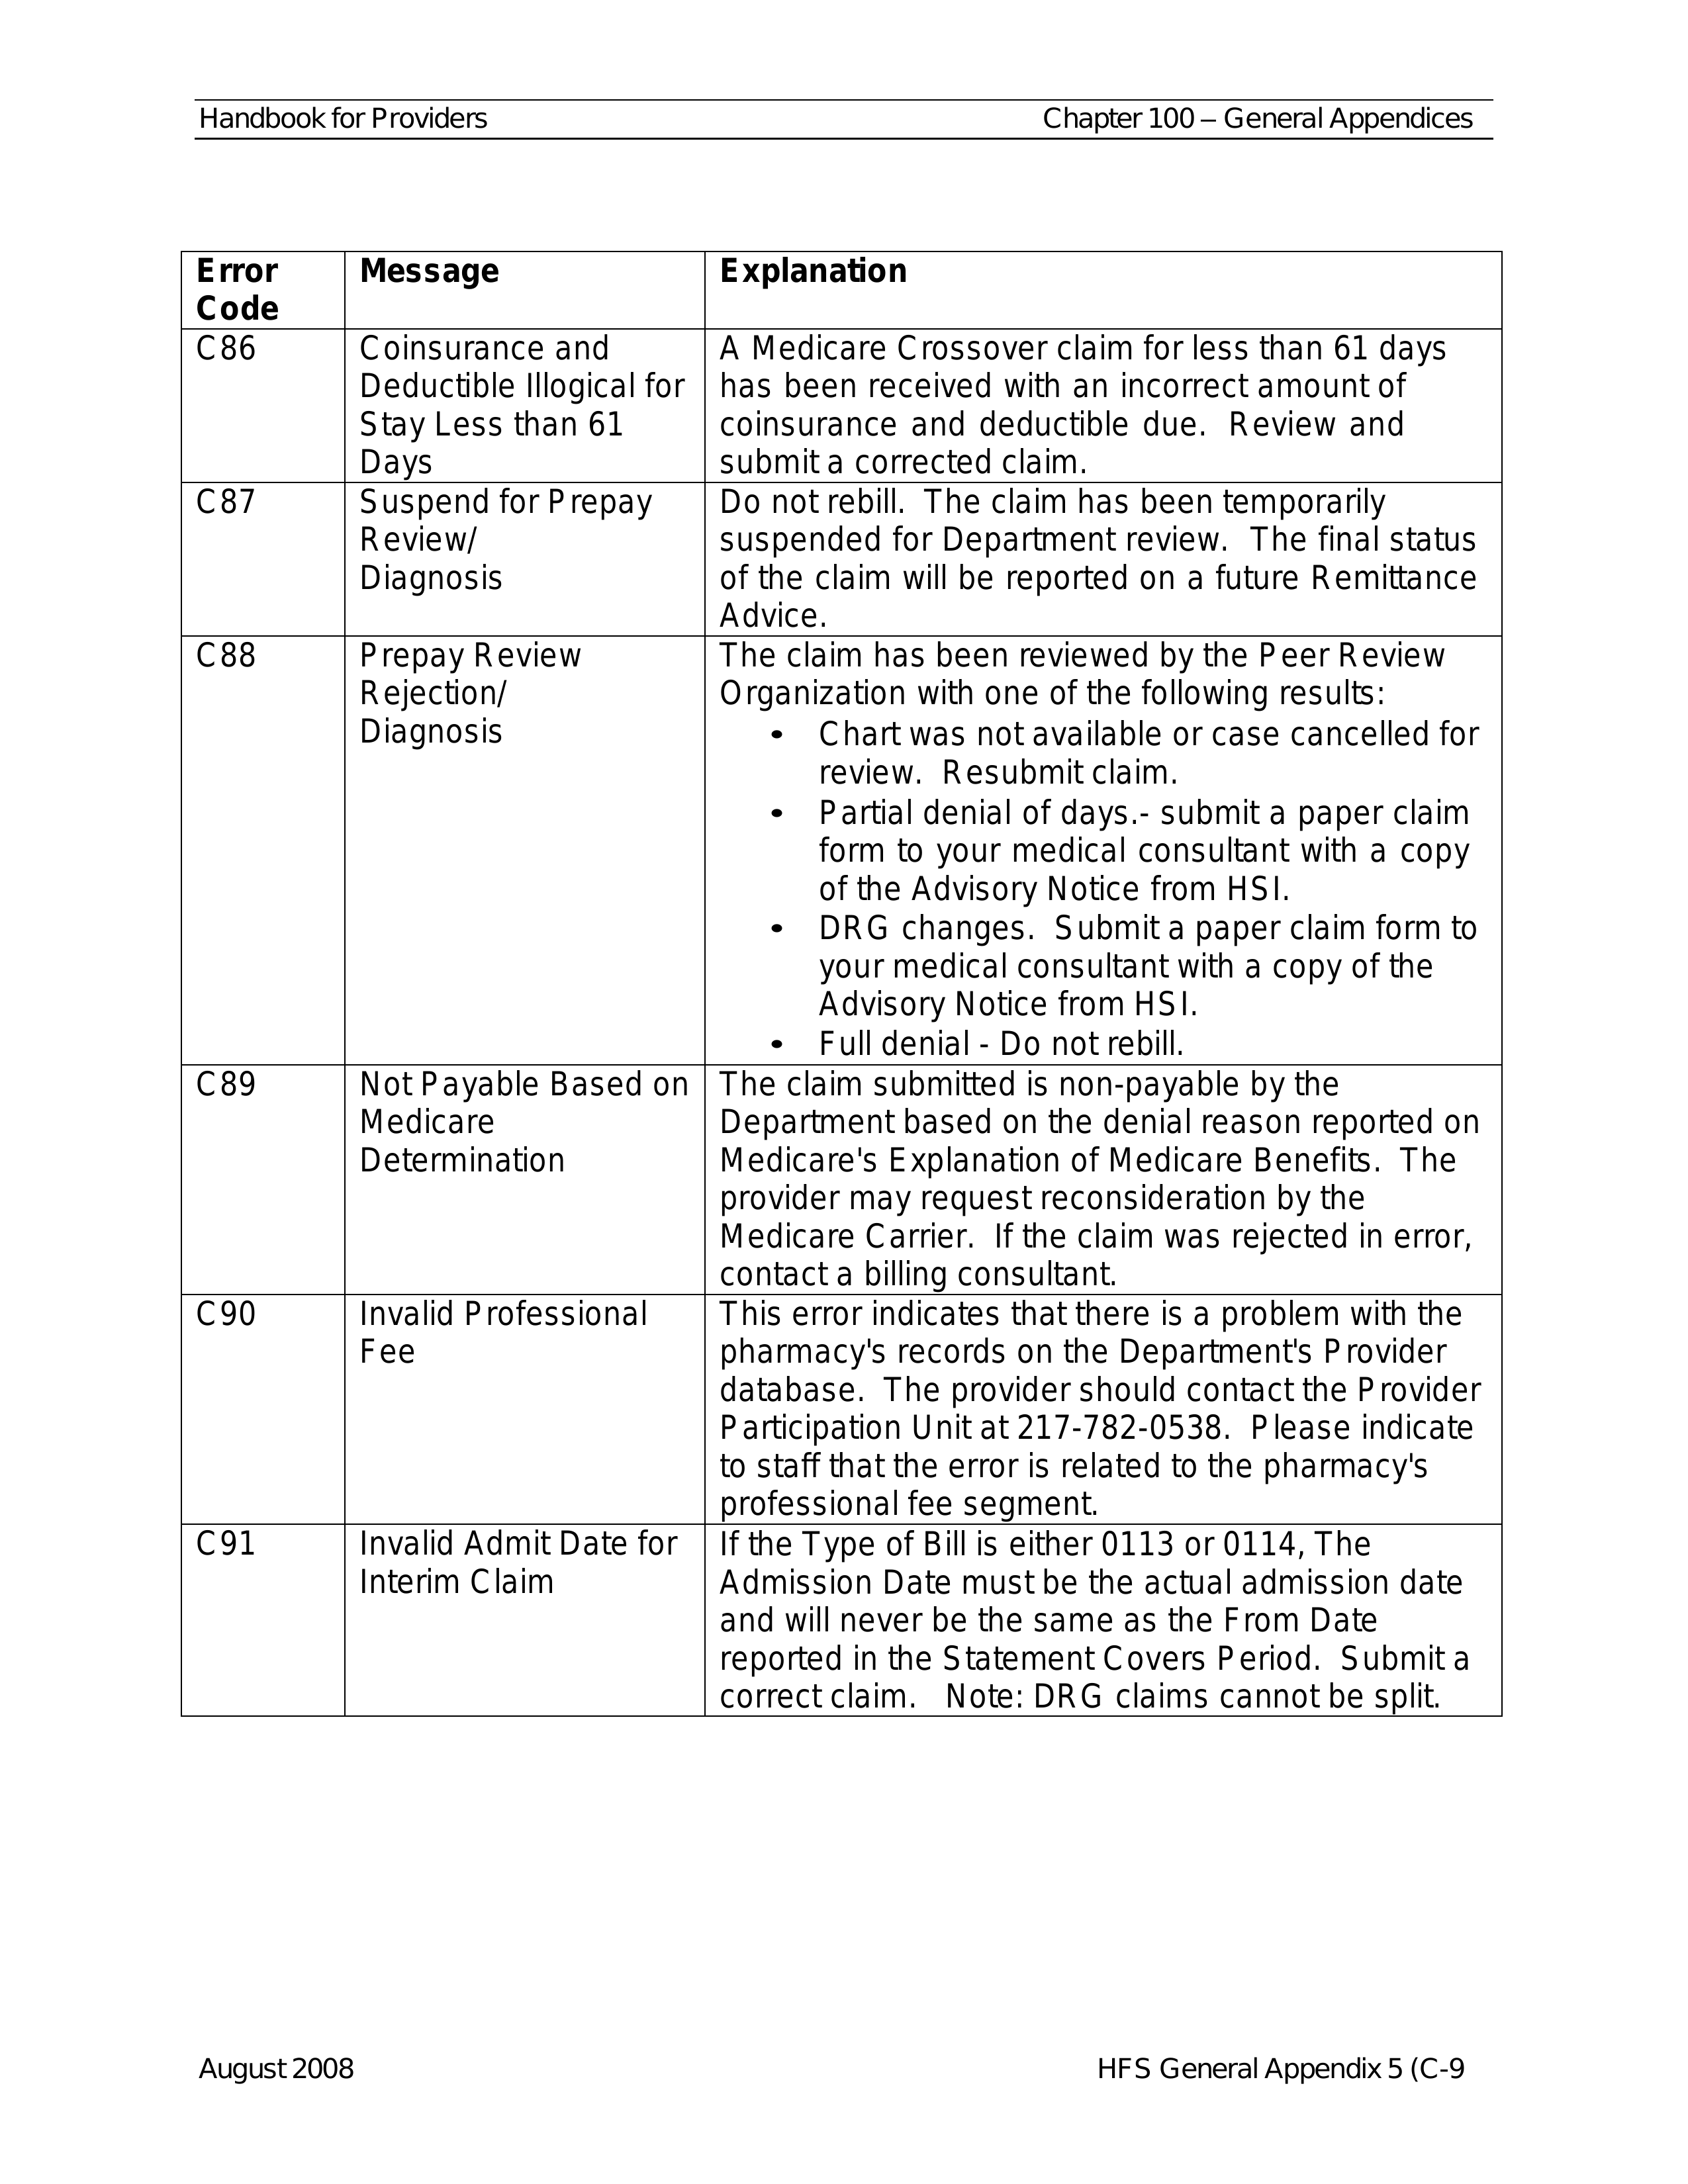 Handbook for Providers Chapter 100 – General Appendices
Error Code Message Explanation
C86 Coinsurance and A Medicare Crossover claim for less than 61 days
Deductible Illogical for has been received with an incorrect amount of
Stay Less than 61 coinsurance and deductible due. Review and
Days submit a corrected claim.
C87 Suspend for Prepay Do not rebill. The claim has been temporarily
Review/ suspended for Department review. The final status
Diagnosis of the claim will be reported on a future Remittance
Advice.
C88 Prepay Review The claim has been reviewed by the Peer Review
Rejection/ Organization with one of the following results:
Diagnosis • Chart was not available or case cancelled for
review. Resubmit claim.
• Partial denial of days.- submit a paper claim
form to your medical consultant with a copy
of the Advisory Notice from HSI.
• DRG changes. Submit a paper claim form to
your medical consultant with a copy of the
Advisory Notice from HSI.
• Full denial - Do not rebill.
C89 Not Payable Based on The claim submitted is non-payable by the
Medicare Department based on the denial reason reported on
Determination Medicare's Explanation of Medicare Benefits. The
provider may request reconsideration by the
Medicare Carrier. If the claim was rejected in error,
contact a billing consultant.
C90 Invalid Professional This error indicates that there is a problem with the
Fee pharmacy's records on the Department's Provider
database. The provider should contact the Provider
Participation Unit at 217-782-0538. Please indicate
to staff that the error is related to the pharmacy's
professional fee segment.
C91 Invalid Admit Date for If the Type of Bill is either 0113 or 0114, The
Interim Claim Admission Date must be the actual admission date
and will never be the same as the From Date
reported in the Statement Covers Period. Submit a
correct claim. Note: DRG claims cannot be split.
August 2008 HFS General Appendix 5 (C-9